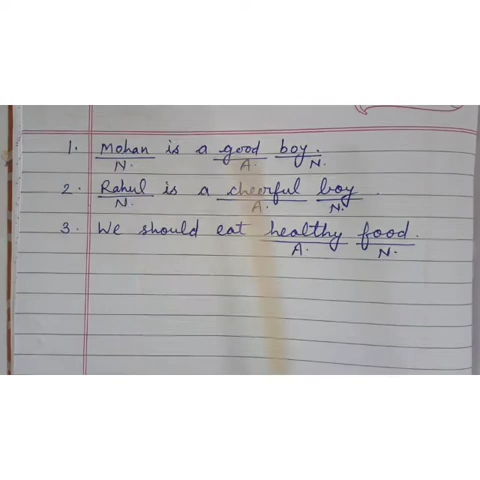 1. Mohan is a good boy.
N. A. N.
2. Rahul is a cheerful boy.
N. A. N.
3. We should eat healthy food.
A. N.